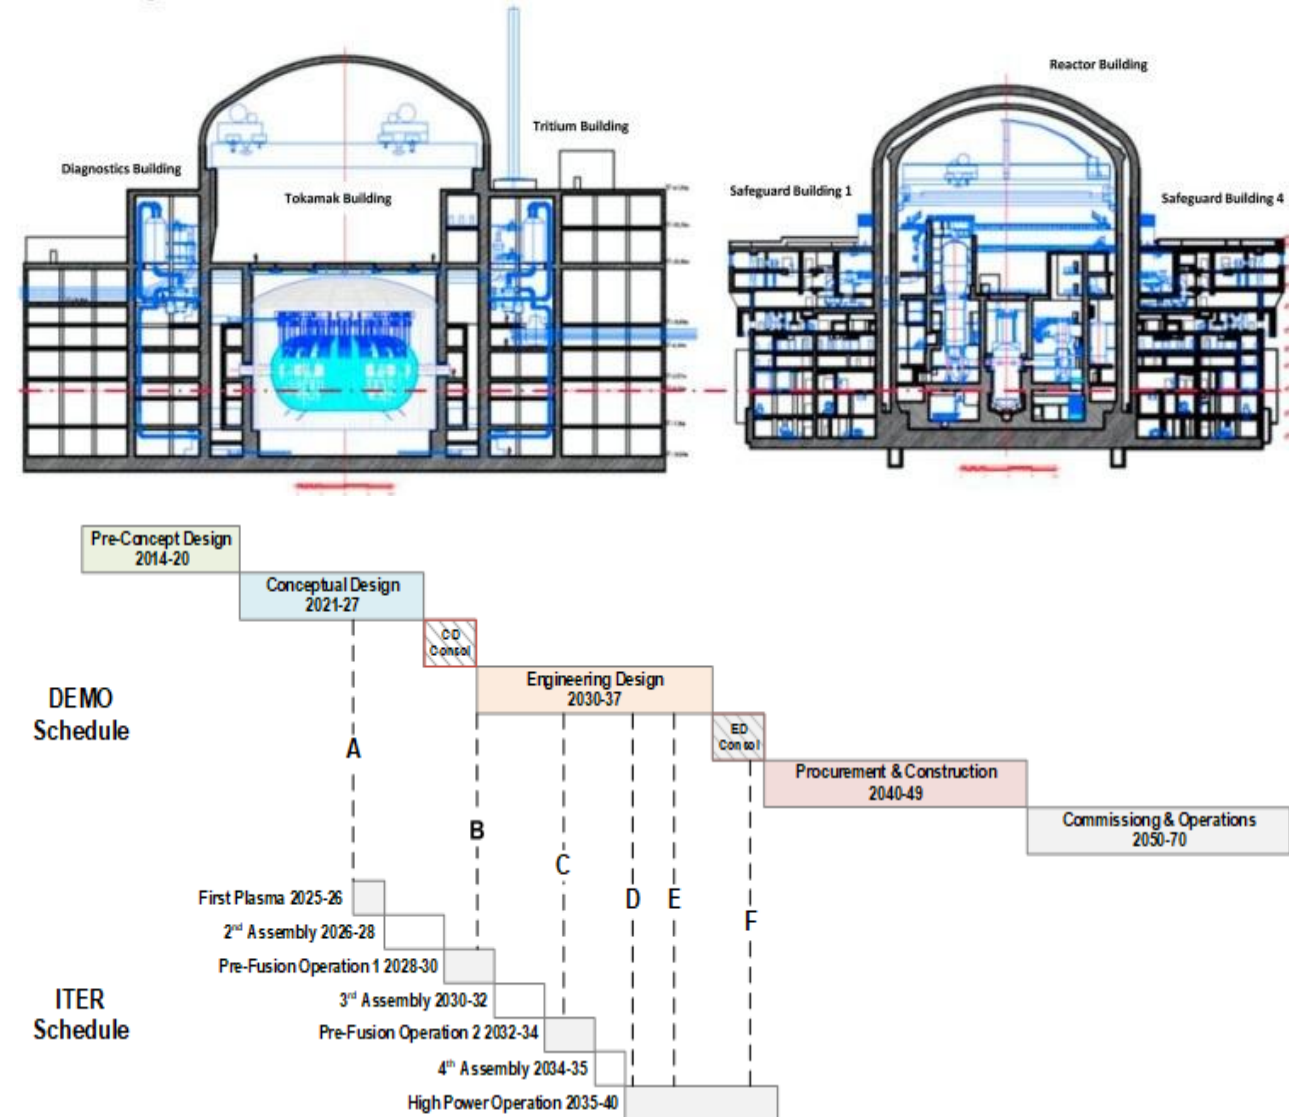 Reactor Building
Tritium Building
Diagnostics Building
Tokamak Building
Safeguard Building 1
Safeguard Building 4
Pre-Concept Design
2014-20
Conceptual Design
2021-27
CD
Consol
Engineering Design
2030-37
DEMO
Schedule
ED
Consol
A
Procurement & Construction
2040-49
Commissiong & Operations
2050-70
B
C
D
E
F
First Plasma 2025-26
2nd Assembly 2026-28
Pre-Fusion Operation 1 2028-30
ITER
Schedule
3rd Assembly 2030-32
Pre-Fusion Operation 2 2032-34
4th Assembly 2034-35
High Power Operation 2035-40